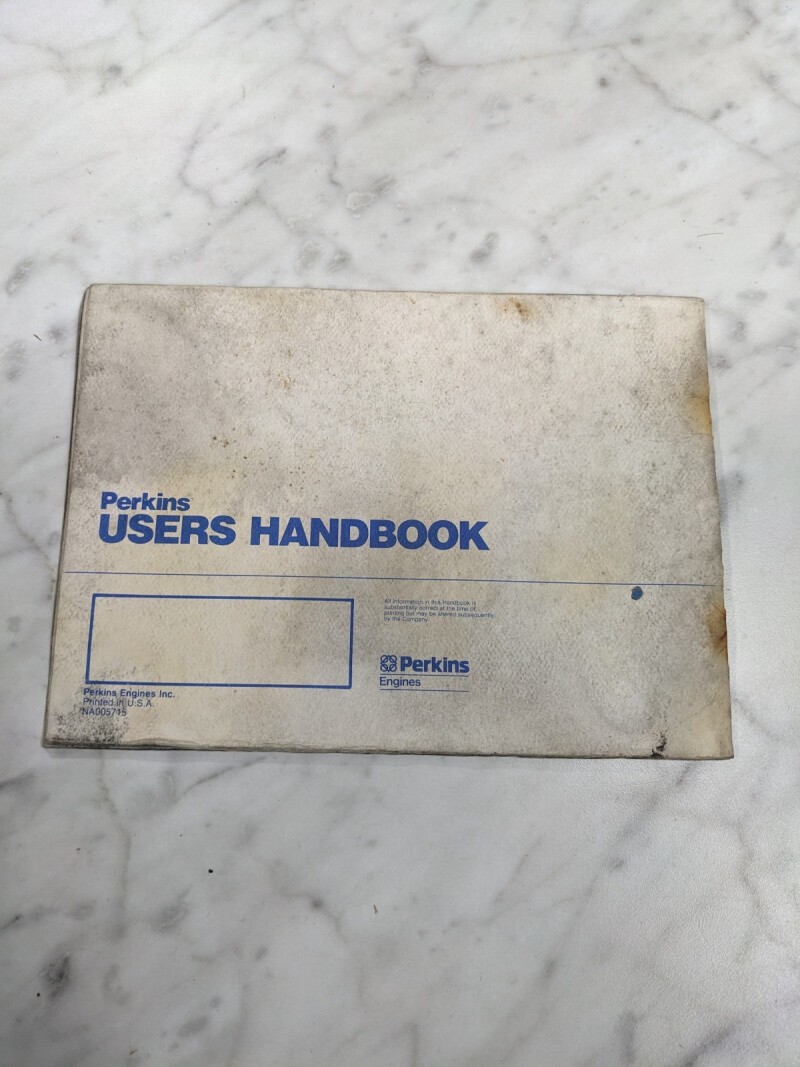 Perkins
USERS HANDBOOK
All information in this Handbook is
substantially correct at the time of
printing but may be altered subsequently
by the Company.
Perkins
Engines
Perkins Engines Inc.
Printed in U.S.A.
NA005715